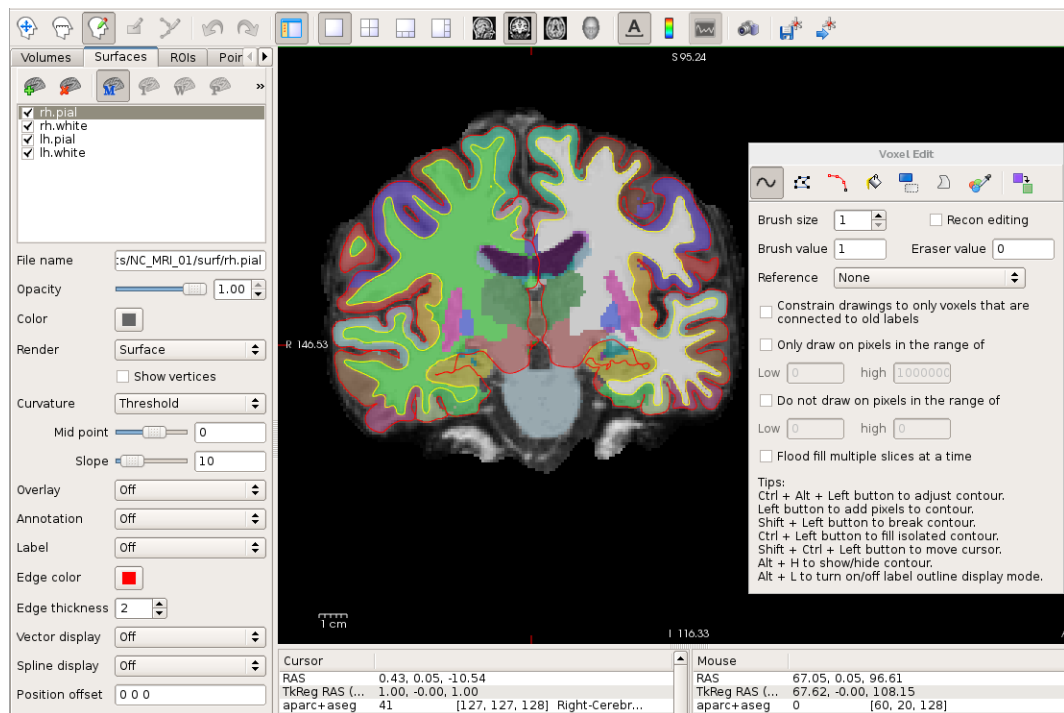 Volumes Surfaces ROIs Poin
M I W P »
rh.pial
rh.white
lh.pial
lh.white
File name :ts/NC_MRI_01/surf/rh.pial
Opacity 1.00
Color
Render Surface
Show vertices
Curvature Threshold
Mid point 0
Slope 10
Overlay Off
Annotation Off
Label Off
Edge color
Edge thickness 2
Vector display Off
Spline display Off
Position offset 0 0 0
A
S 95.24
R 146.53
1 cm
I 116.33
A
Voxel Edit
Brush size 1 Recon editing
Brush value 1 Eraser value 0
Reference None
Constrain drawings to only voxels that are
connected to old labels
Only draw on pixels in the range of
Low 0 high 1000000
Do not draw on pixels in the range of
Low 0 high 0
Flood fill multiple slices at a time
Tips:
Ctrl + Alt + Left button to adjust contour.
Left button to add pixels to contour.
Shift + Left button to break contour.
Ctrl + Left button to fill isolated contour.
Shift + Ctrl + Left button to move cursor.
Alt + H to show/hide contour.
Alt + L to turn on/off label outline display mode.
Cursor
RAS 0.43, 0.05, -10.54
TkReg RAS (... 1.00, -0.00, 1.00
aparc+aseg 41 [127, 127, 128] Right-Cerebr...
Mouse
RAS 67.05, 0.05, 96.61
TkReg RAS (... 67.62, -0.00, 108.15
aparc+aseg 0 [60, 20, 128]